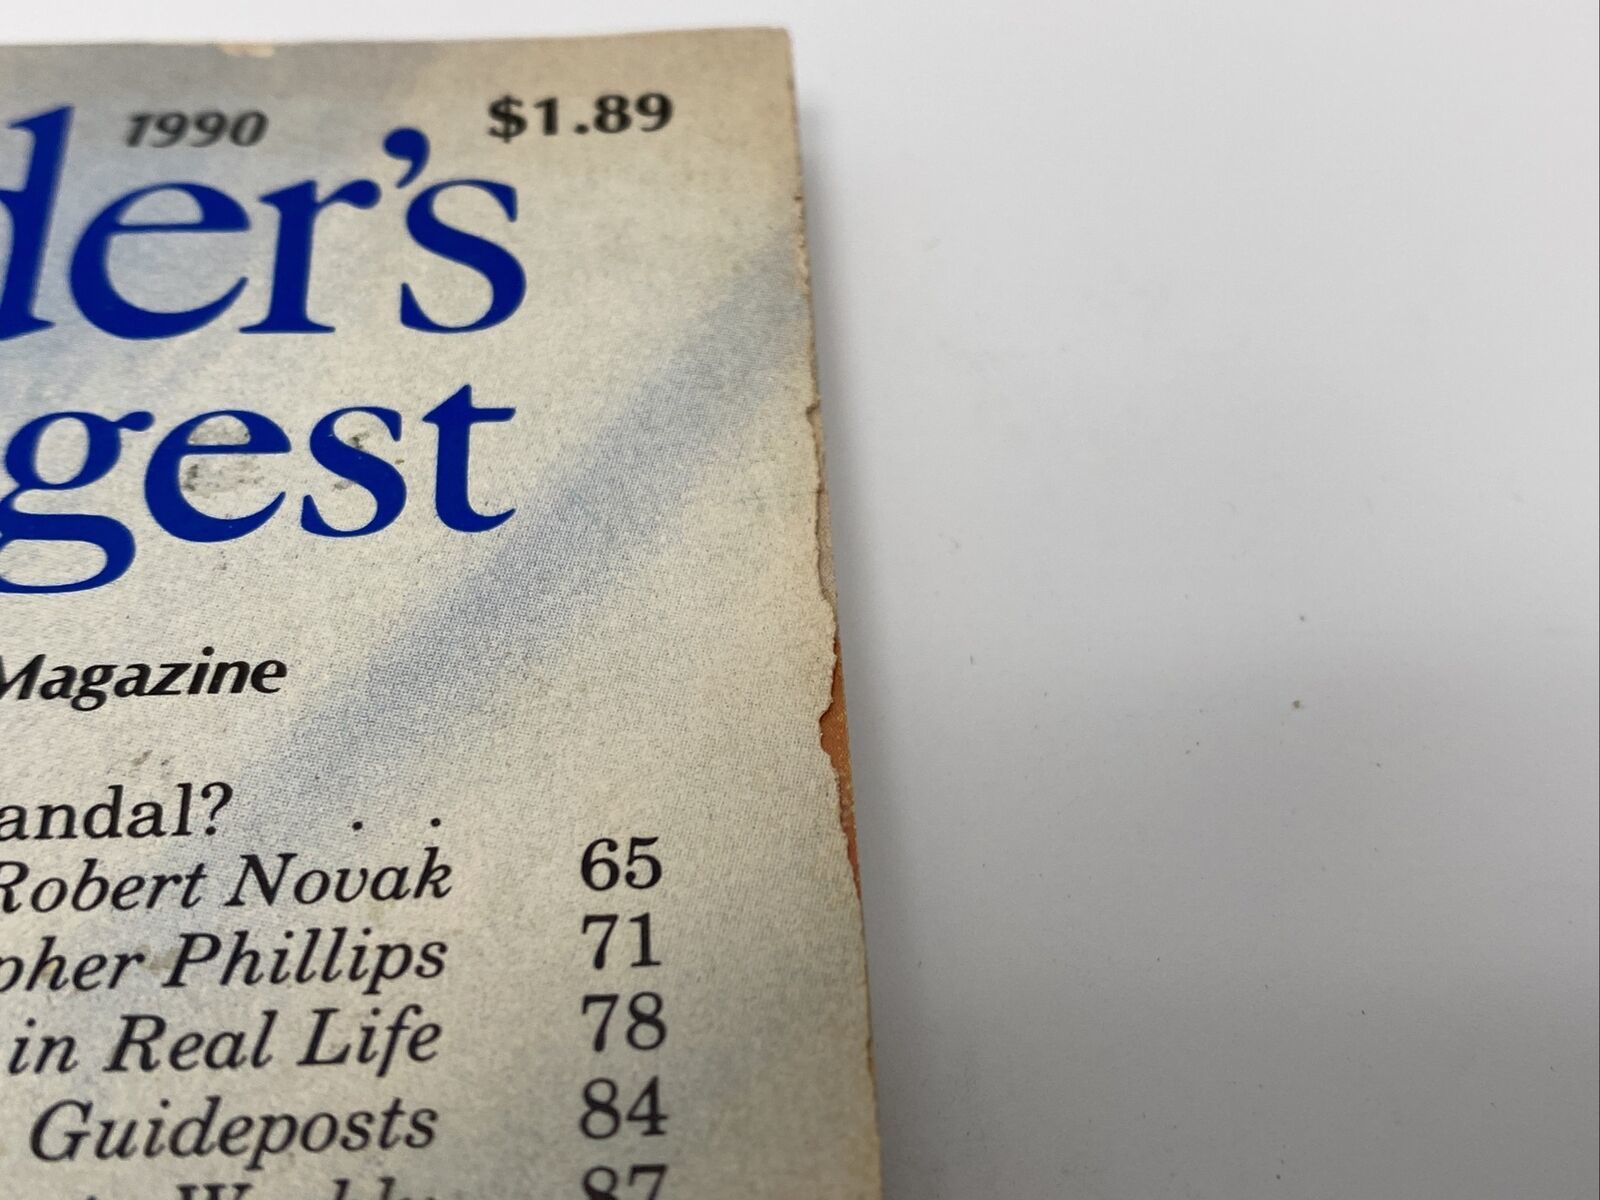 1990 $1.89
der's
gest
Magazine
andal? . .
Robert Novak 65
pher Phillips 71
in Real Life 78
Guideposts 84
87